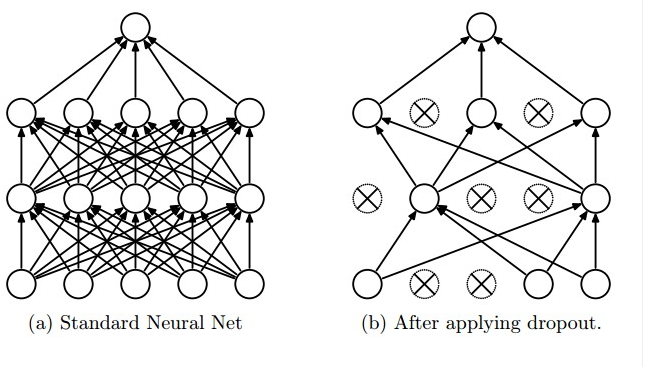 (a) Standard Neural Net
(b) After applying dropout.